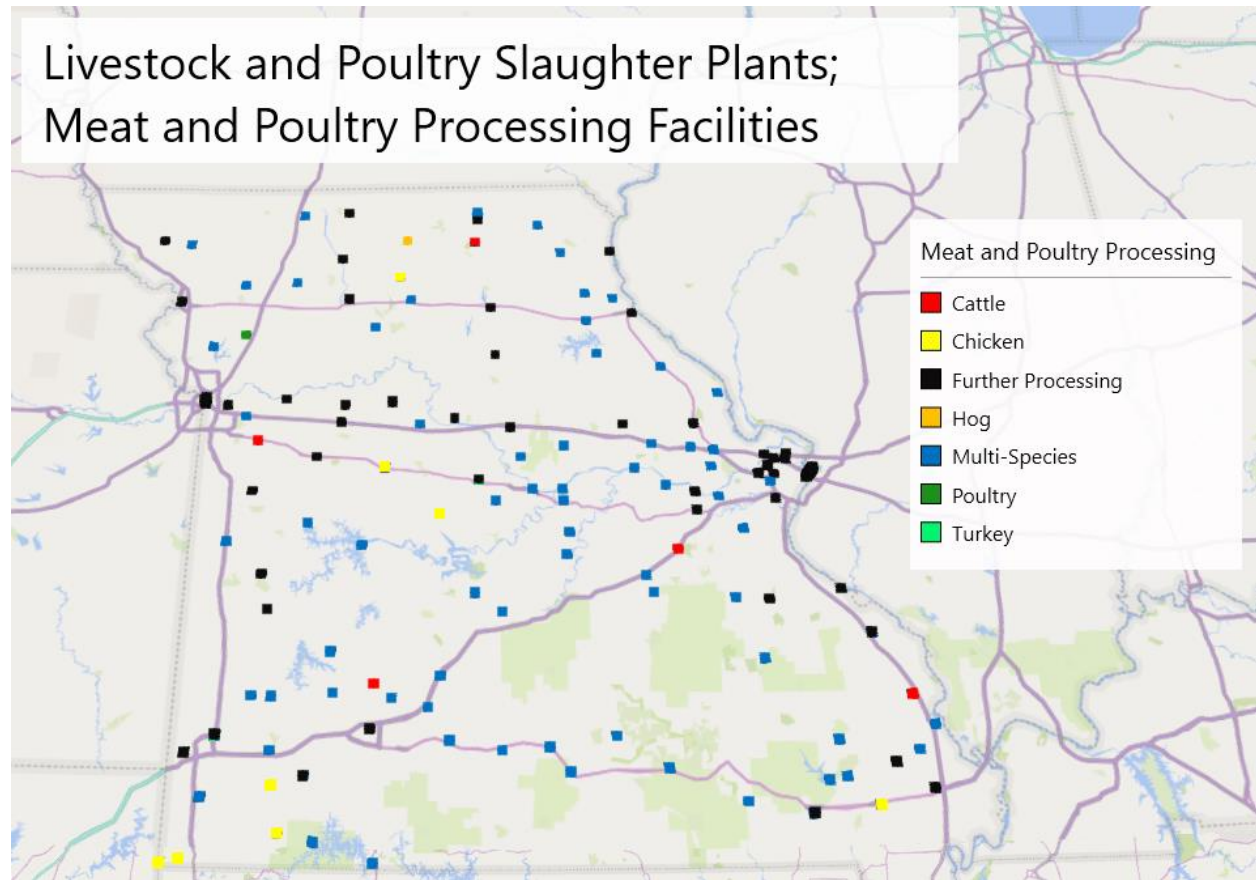 Livestock and Poultry Slaughter Plants;
Meat and Poultry Processing Facilities
Meat and Poultry Processing
Cattle
Chicken
Further Processing
Hog
Multi-Species
Poultry
Turkey